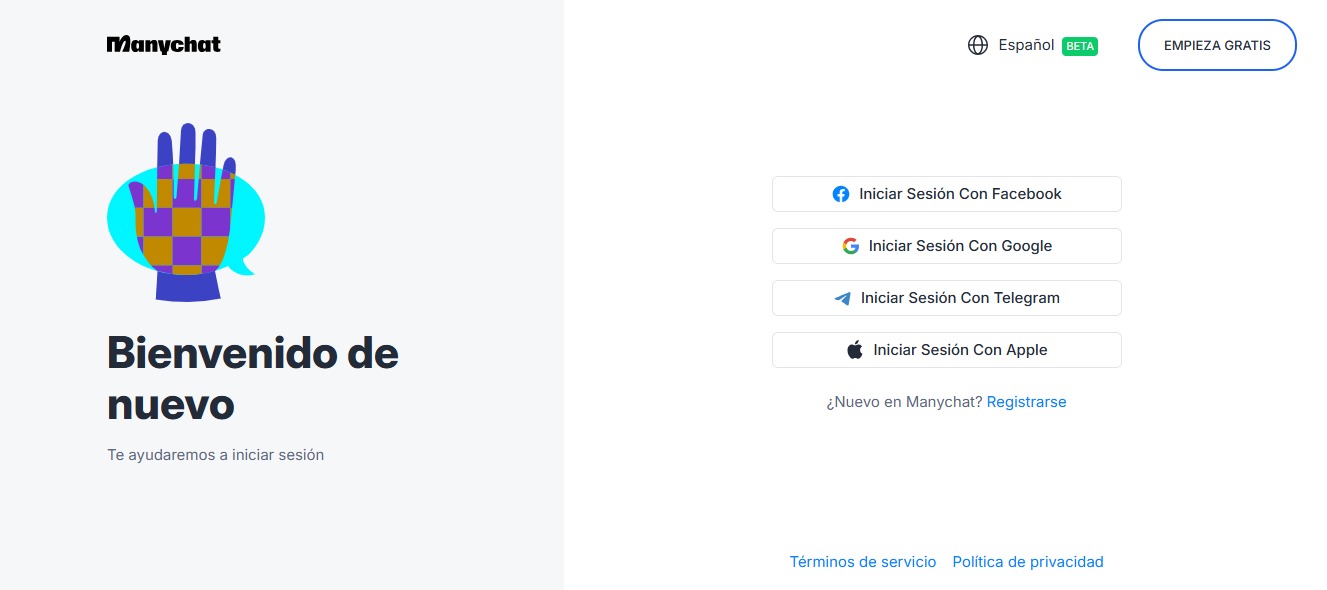 Manychat
Español BETA
EMPIEZA GRATIS
Bienvenido de
nuevo
Te ayudaremos a iniciar sesión
Iniciar Sesión Con Facebook
Iniciar Sesión Con Google
Iniciar Sesión Con Telegram
Iniciar Sesión Con Apple
¿Nuevo en Manychat? Registrarse
Términos de servicio Política de privacidad